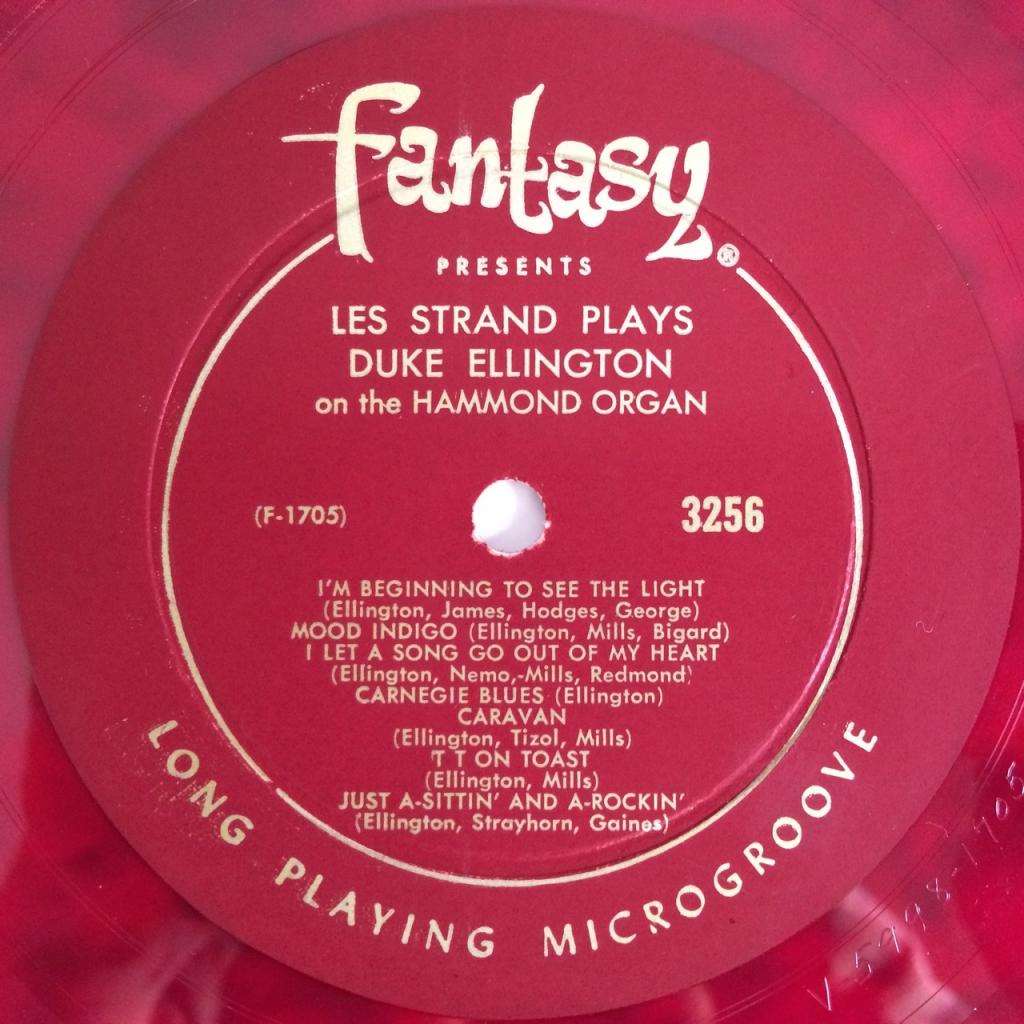 fantasy®
PRESENTS
LES STRAND PLAYS
DUKE ELLINGTON
on the HAMMOND ORGAN
(F-1705) 3256
I'M BEGINNING TO SEE THE LIGHT
(Ellington, James, Hodges, George)
MOOD INDIGO (Ellington, Mills, Bigard)
I LET A SONG GO OUT OF MY HEART
(Ellington, Nemo,-Mills, Redmond)
CARNEGIE BLUES (Ellington)
CARAVAN
(Ellington, Tizol, Mills)
T T ON TOAST
(Ellington, Mills)
JUST A-SITTIN' AND A-ROCKIN'
(Ellington, Strayhorn, Gaines)
LONG PLAYING MICROGROOVE